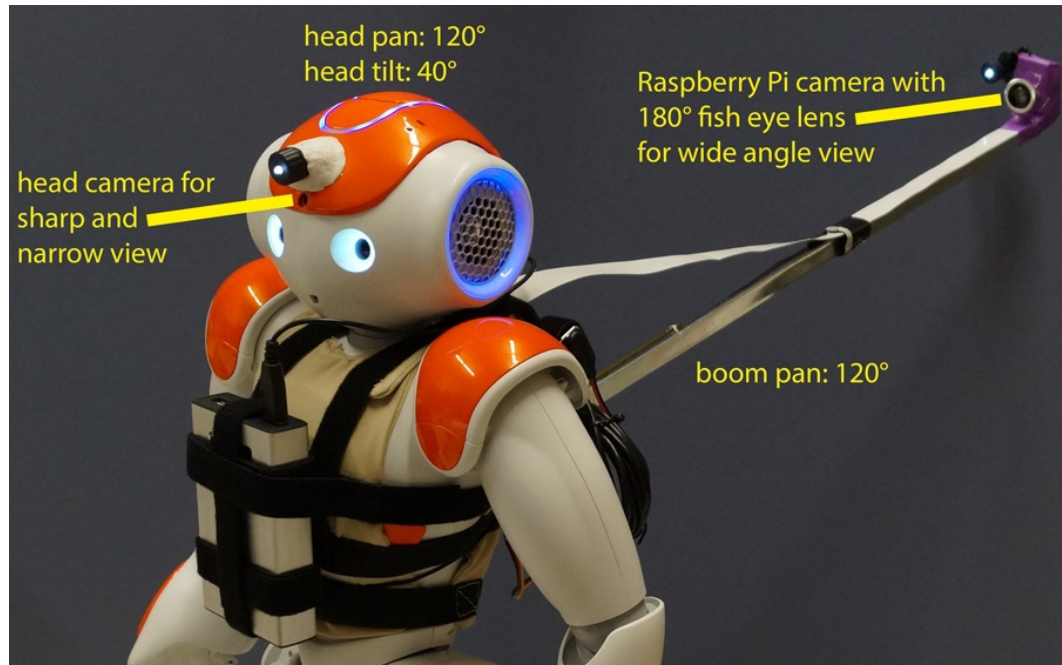 head pan: 120°
head tilt: 40°
Raspberry Pi camera with
180° fish eye lens
for wide angle view
head camera for
sharp and
narrow view
boom pan: 120°